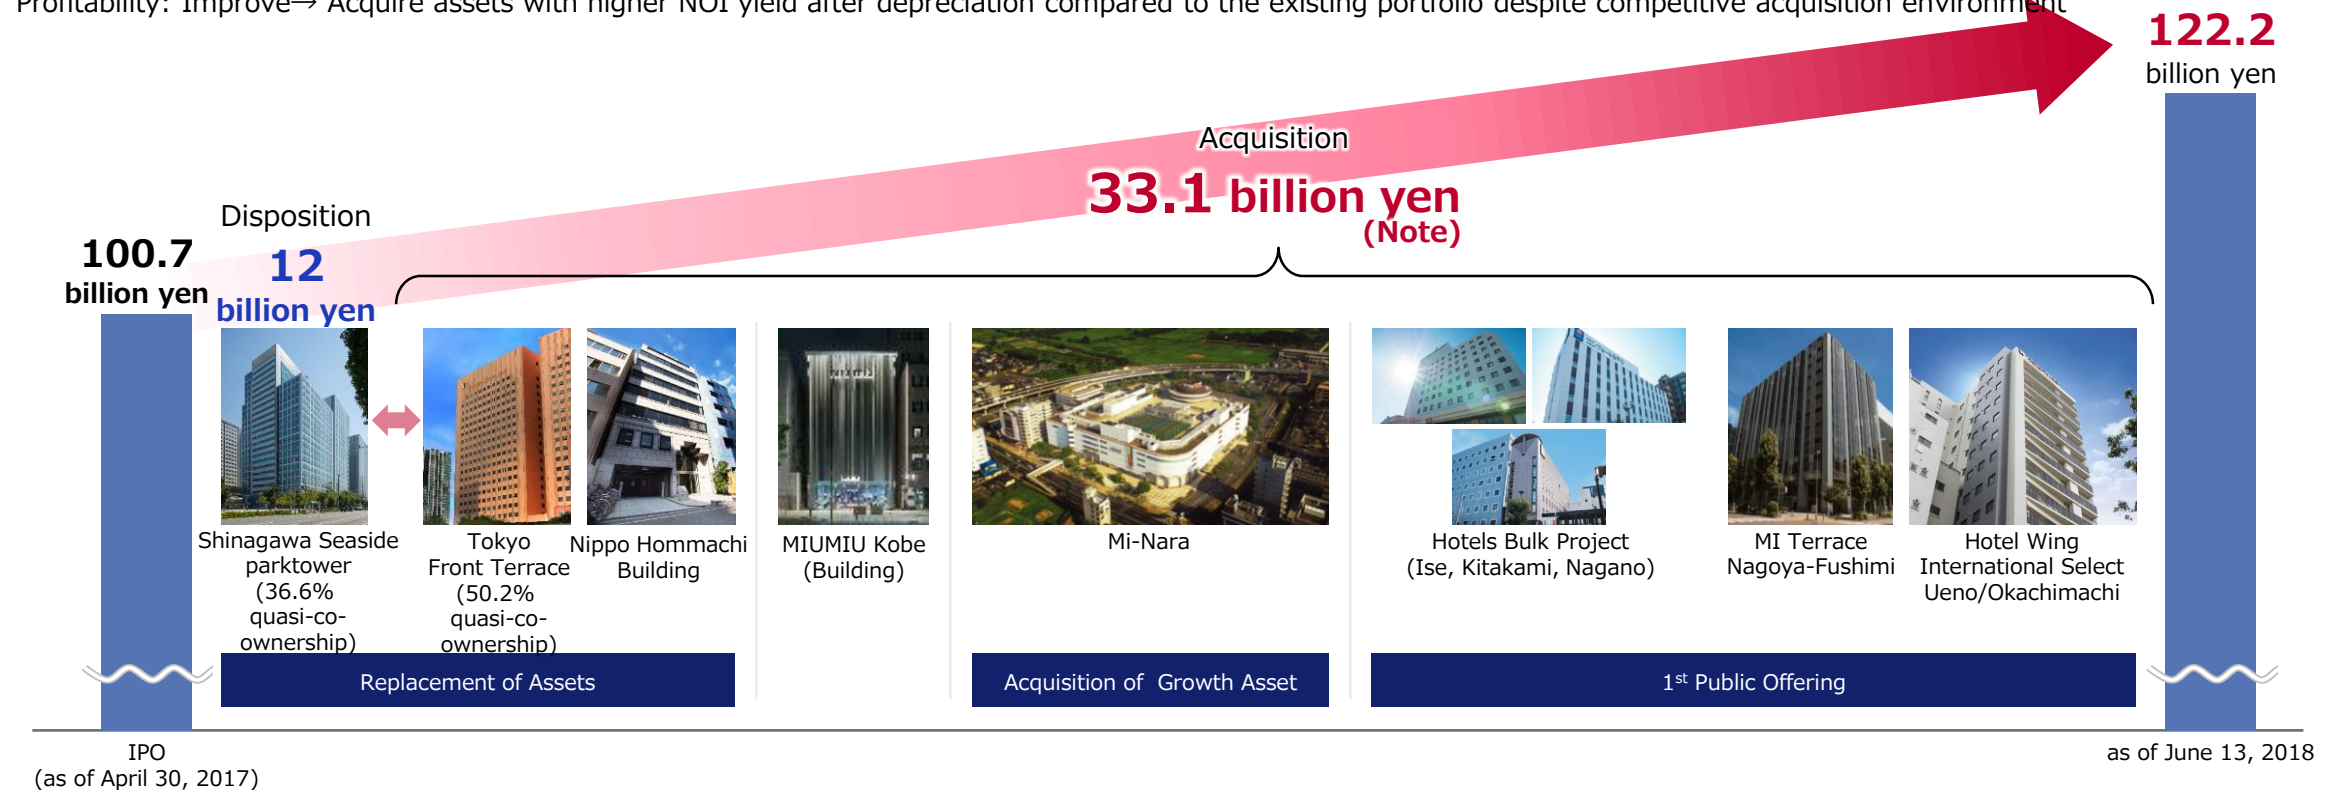 Profitability: Improve→ Acquire assets with higher NOI yield after depreciation compared to the existing portfolio despite competitive acquisition environment
122.2
billion yen
Acquisition
33.1 billion yen
(Note)
Disposition
12
billion yen
100.7
billion yen
Shinagawa Seaside
parktower
(36.6%
quasi-co-
ownership)
Tokyo
Front Terrace
(50.2%
quasi-co-
ownership)
Nippo Hommachi
Building
MIUMIU Kobe
(Building)
Mi-Nara
Hotels Bulk Project
(Ise, Kitakami, Nagano)
MI Terrace
Nagoya-Fushimi
Hotel Wing
International Select
Ueno/Okachimachi
Replacement of Assets
Acquisition of Growth Asset
1st Public Offering
IPO
(as of April 30, 2017)
as of June 13, 2018